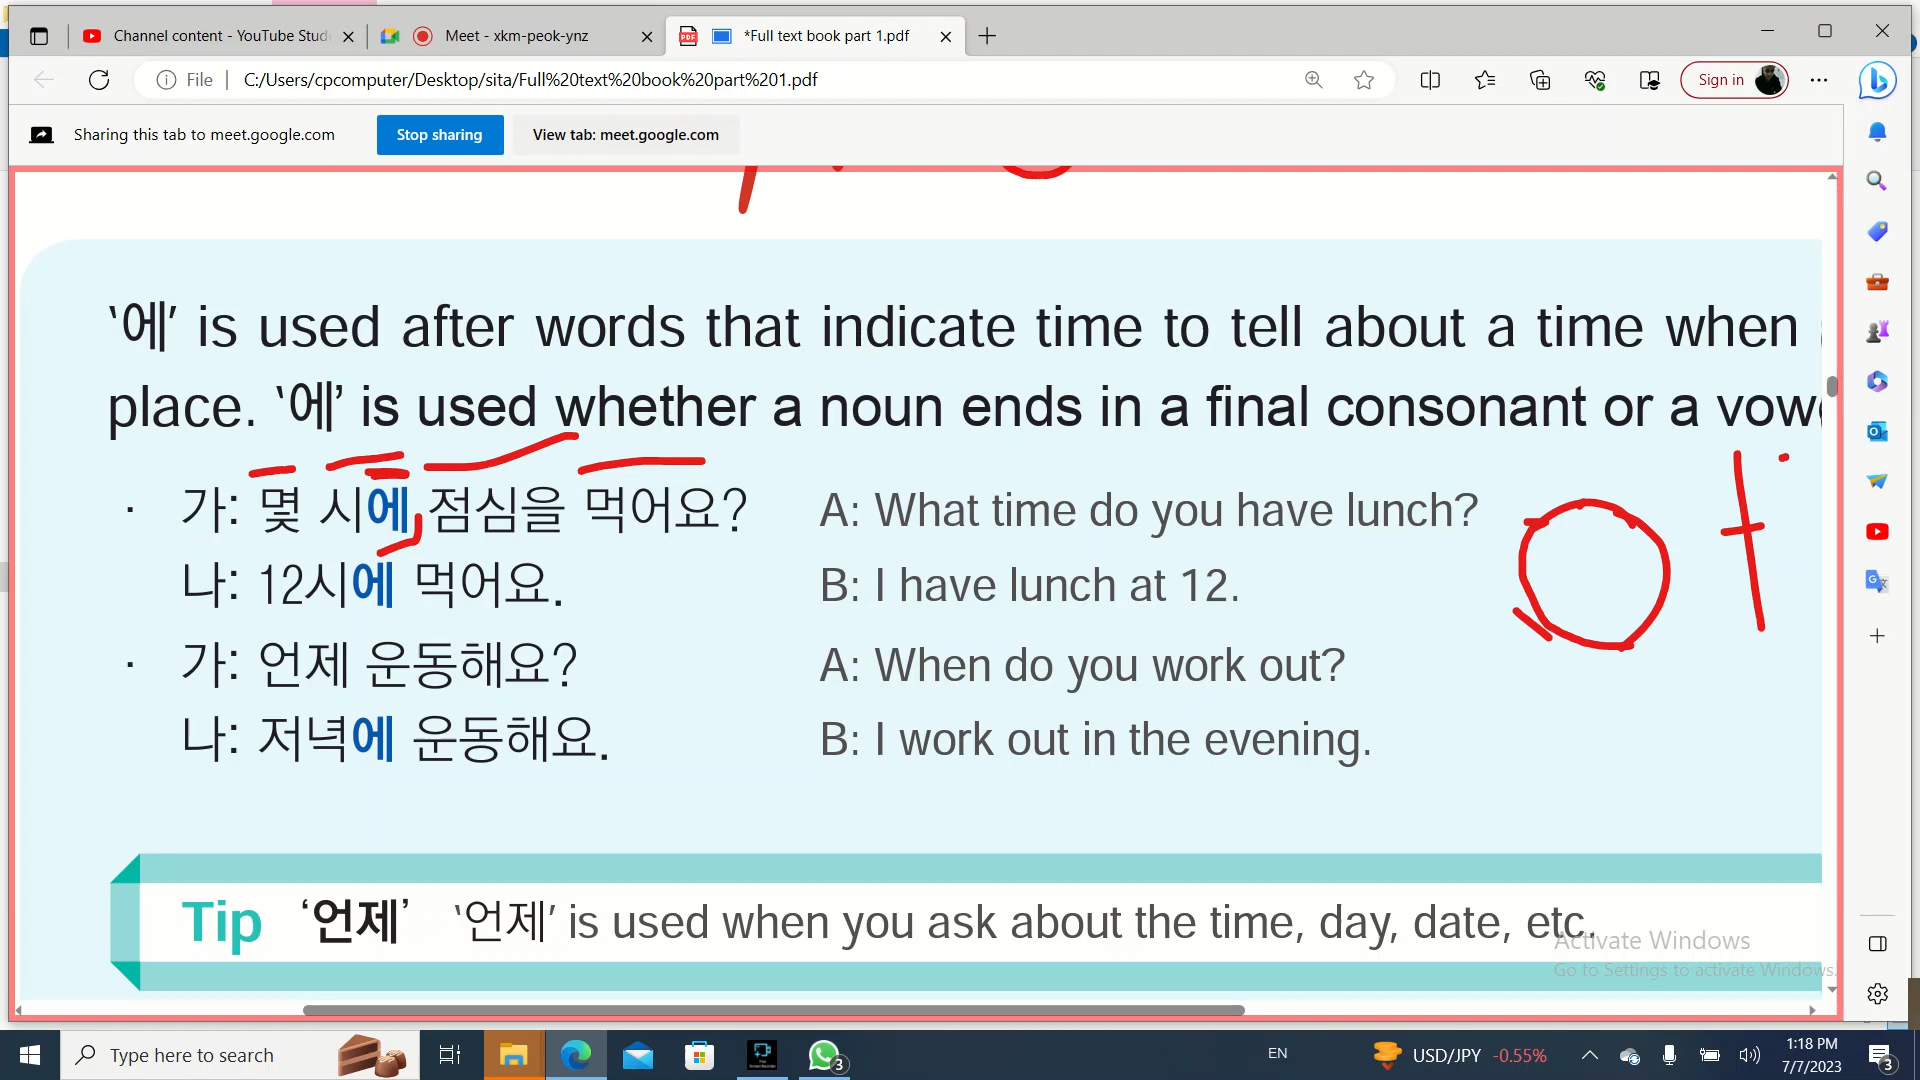 Channel content - YouTube Studi
Meet - xkm-peok-ynz
*Full text book part 1.pdf
File
C:/Users/cpcomputer/Desktop/sita/Full%20text%20book%20part%201.pdf
Sign in
Sharing this tab to meet.google.com
Stop sharing
View tab: meet.google.com
‘에’ is used after words that indicate time to tell about a time when
place. ‘에’ is used whether a noun ends in a final consonant or a vow
· 가: 몇 시에 점심을 먹어요? A: What time do you have lunch?
나: 12시에 먹어요. B: I have lunch at 12.
· 가: 언제 운동해요? A: When do you work out?
나: 저녁에 운동해요. B: I work out in the evening.
Tip ‘언제’ ‘언제’ is used when you ask about the time, day, date, etc.
Activate Windows
Go to Settings to activate Windows.
Type here to search
3
EN
USD/JPY -0.55%
1:18 PM
7/7/2023
3